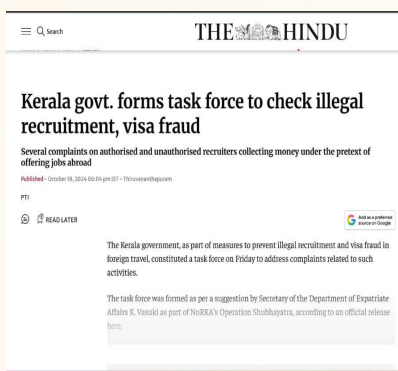 Search
THE HINDU
Kerala govt. forms task force to check illegal
recruitment, visa fraud
Several complaints on authorised and unauthorised recruiters collecting money under the pretext of
offering jobs abroad
Published - October 18, 2024 06:04 pm IST - Thiruvananthapuram
PTI
READ LATER
Add as a preferred
source on Google
The Kerala government, as part of measures to prevent illegal recruitment and visa fraud in
foreign travel, constituted a task force on Friday to address complaints related to such
activities.
The task force was formed as per a suggestion by Secretary of the Department of Expatriate
Affairs K. Vasuki as part of NoRKA's Operation Shubhayatra, according to an official release
here.